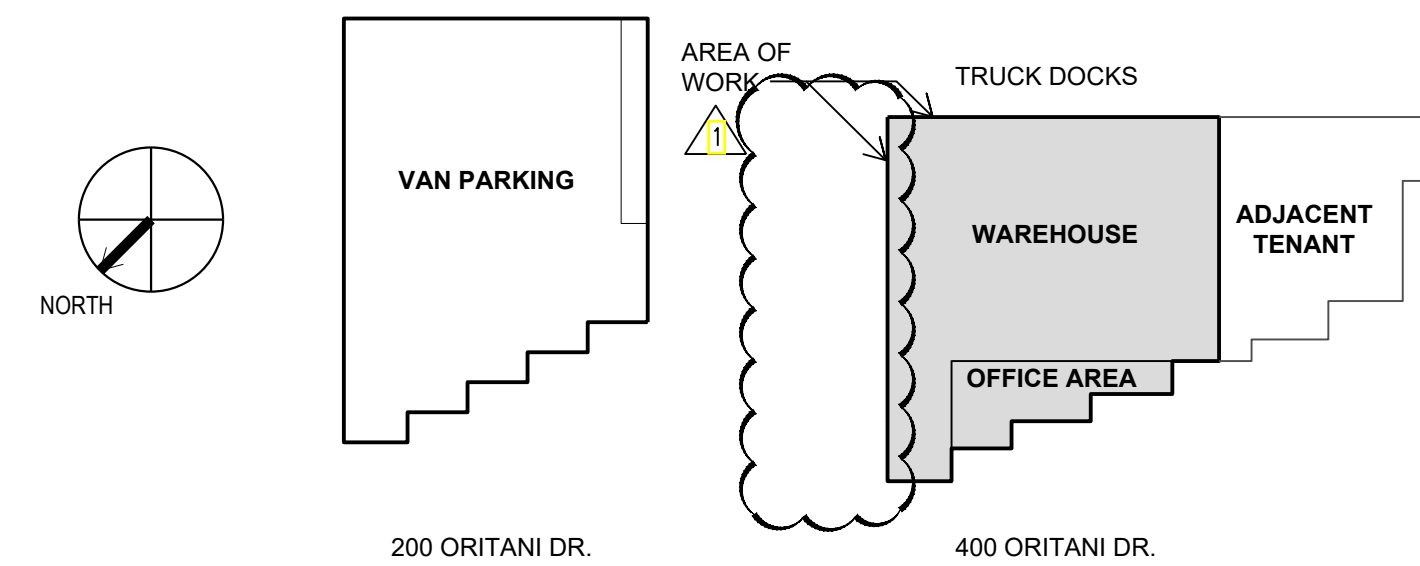 AREA OF
WORK
1
TRUCK DOCKS
VAN PARKING
NORTH
WAREHOUSE
ADJACENT
TENANT
OFFICE AREA
200 ORITANI DR.
400 ORITANI DR.